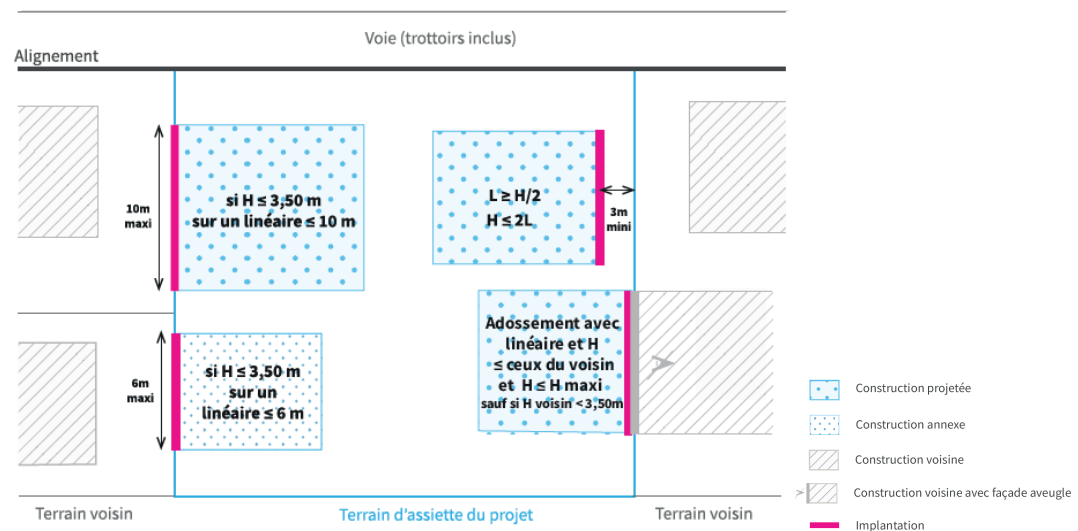 Voie (trottoirs inclus)
Alignement
10m
maxi
si H ≤ 3,50 m
sur un linéaire ≤ 10 m
L ≥ H/2
H ≤ 2L
3m
mini
6m
maxi
si H ≤ 3,50 m
sur un
linéaire ≤ 6 m
Adossement avec
linéaire et H
≤ ceux du voisin
et H ≤ H maxi
sauf si H voisin < 3,50m
Terrain voisin
Terrain d'assiette du projet
Terrain voisin
Construction projetée
Construction annexe
Construction voisine
Construction voisine avec façade aveugle
Implantation